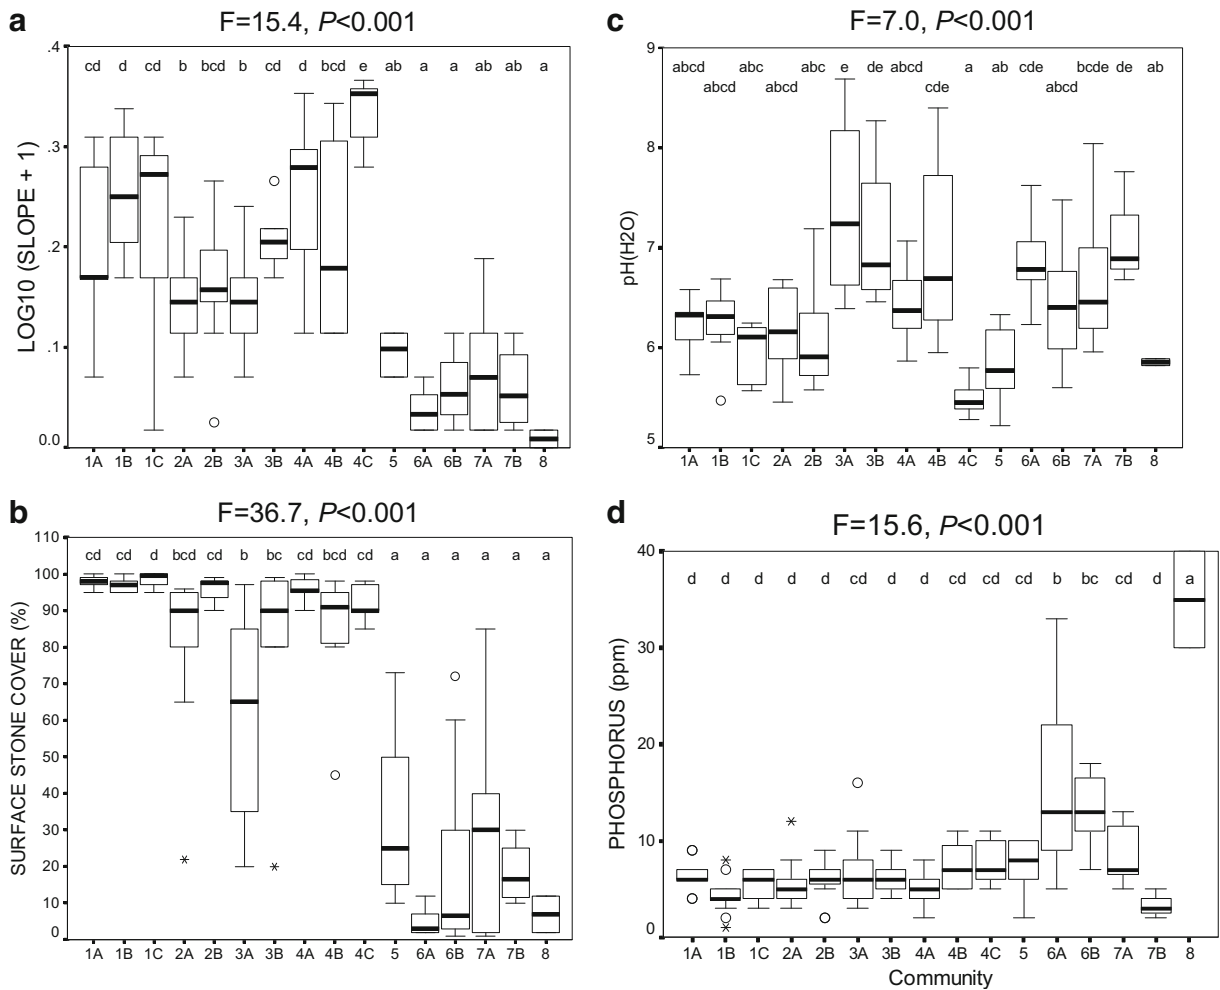 a
F=15.4, P<0.001
.4
cd d cd b bcd b cd d bcd e ab a a ab ab a
.3
.2
.1
0.0
LOG10 (SLOPE + 1)
1A 1B 1C 2A 2B 3A 3B 4A 4B 4C 5 6A 6B 7A 7B 8
c
F=7.0, P<0.001
9
abcd abc abc e de abcd a ab cde bcde de ab
abcd abcd cde abcd
8
7
6
5
pH(H2O)
1A 1B 1C 2A 2B 3A 3B 4A 4B 4C 5 6A 6B 7A 7B 8
b
F=36.7, P<0.001
110
cd cd d bcd cd b bc cd bcd cd a a a a a a
100
90
80
70
60
50
40
30
20
10
0
SURFACE STONE COVER (%)
1A 1B 1C 2A 2B 3A 3B 4A 4B 4C 5 6A 6B 7A 7B 8
d
F=15.6, P<0.001
40
d d d d d cd d d cd cd cd b bc cd d a
30
20
10
0
PHOSPHORUS (ppm)
1A 1B 1C 2A 2B 3A 3B 4A 4B 4C 5 6A 6B 7A 7B 8
Community